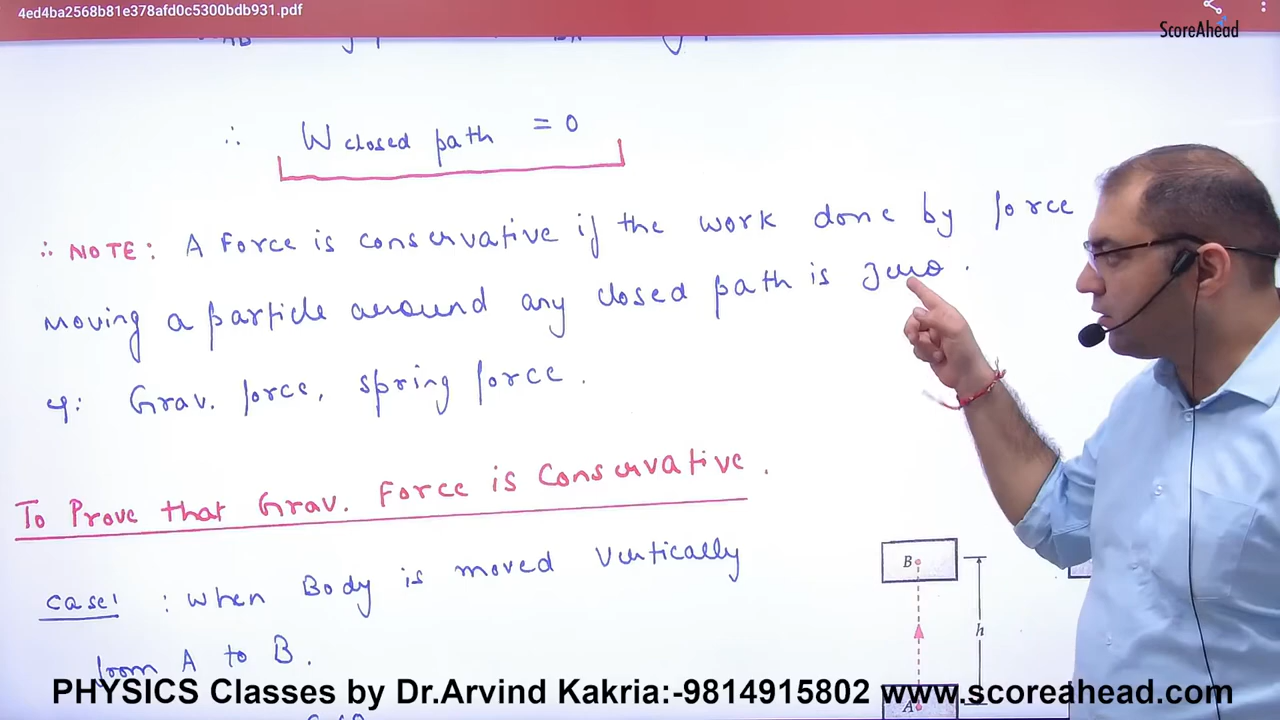 4ed4ba2568b81e378afd0c5300bdb931.pdf
ScoreAhead
∴ W closed path = 0
∴ NOTE: A Force is conservative if the work done by force
moving a particle around any closed path is zero.
eg: Grav. force, spring force.
To Prove that Grav. Force is Conservative.
Case 1 : When Body is moved vertically
from A to B.
B
h
A
PHYSICS Classes by Dr.Arvind Kakria:-9814915802 www.scoreahead.com